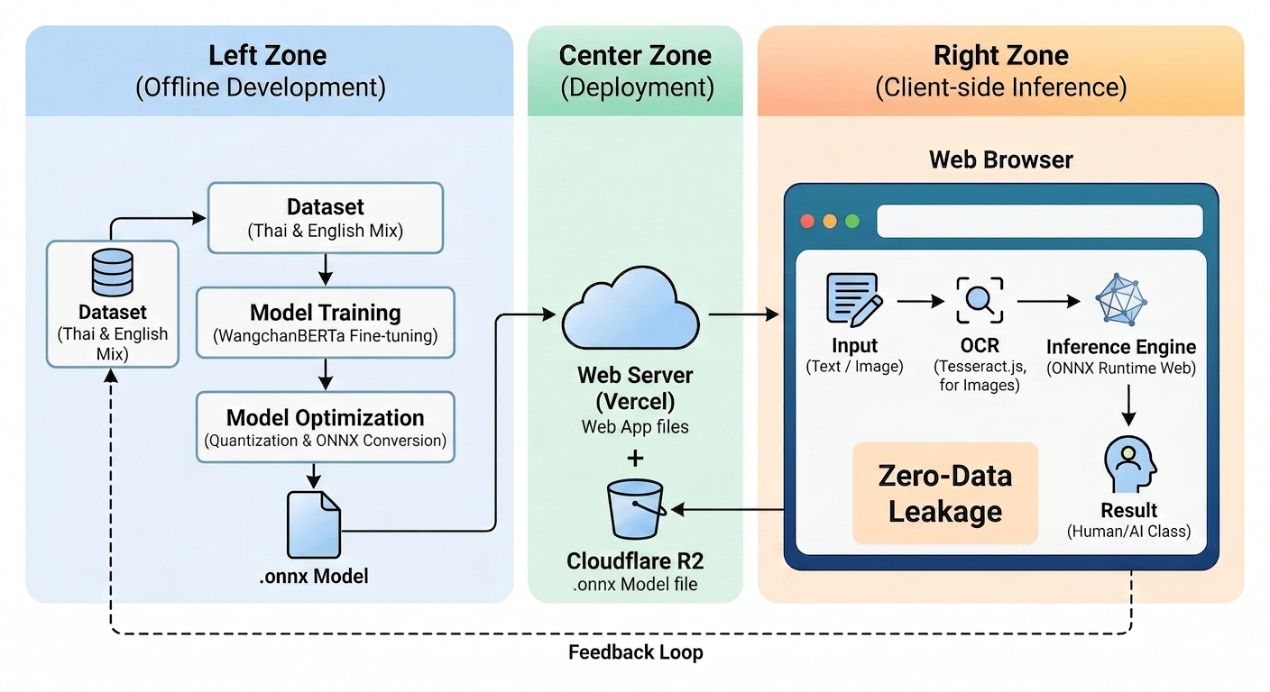 Left Zone
(Offline Development)
Dataset
(Thai & English Mix)
Dataset
(Thai & English
Mix)
Model Training
(WangchanBERTa Fine-tuning)
Model Optimization
(Quantization & ONNX Conversion)
.onnx Model
Center Zone
(Deployment)
Web Server
(Vercel)
Web App files
+
Cloudflare R2
.onnx Model file
Right Zone
(Client-side Inference)
Web Browser
Input
(Text / Image)
OCR
(Tesseract.js,
for Images)
Inference Engine
(ONNX Runtime Web)
Zero-Data
Leakage
Result
(Human/AI Class)
Feedback Loop